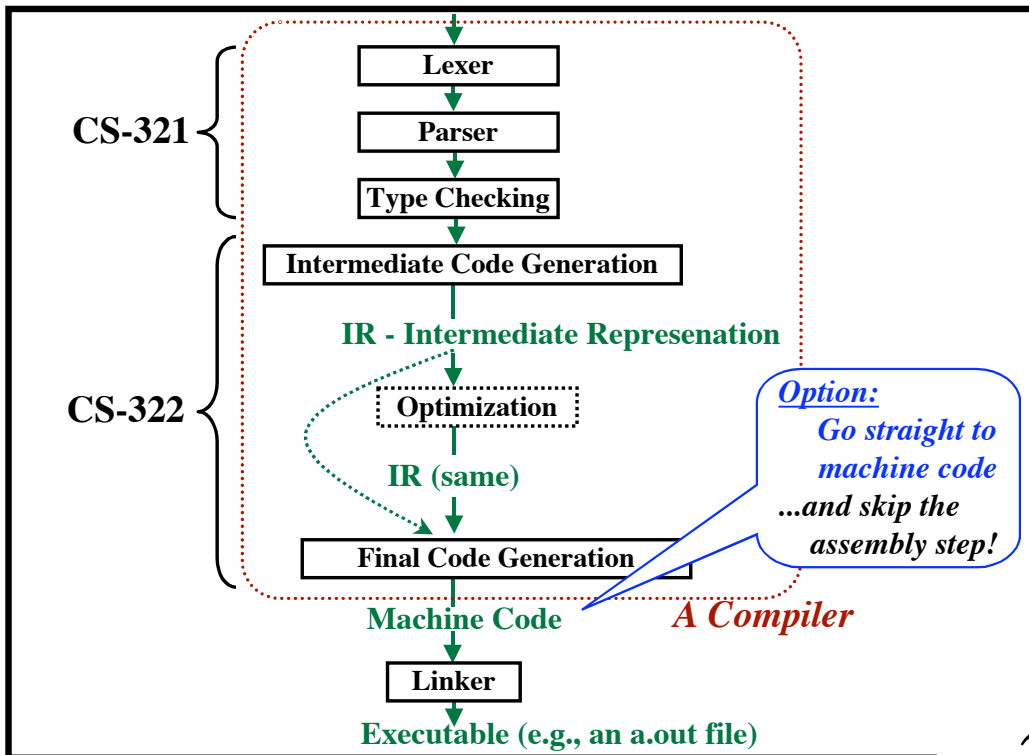 Lexer
CS-321
Parser
Type Checking
Intermediate Code Generation
IR - Intermediate Represenation
CS-322
Optimization
Option:
Go straight to
machine code
...and skip the
assembly step!
IR (same)
Final Code Generation
Machine Code
A Compiler
Linker
Executable (e.g., an a.out file)